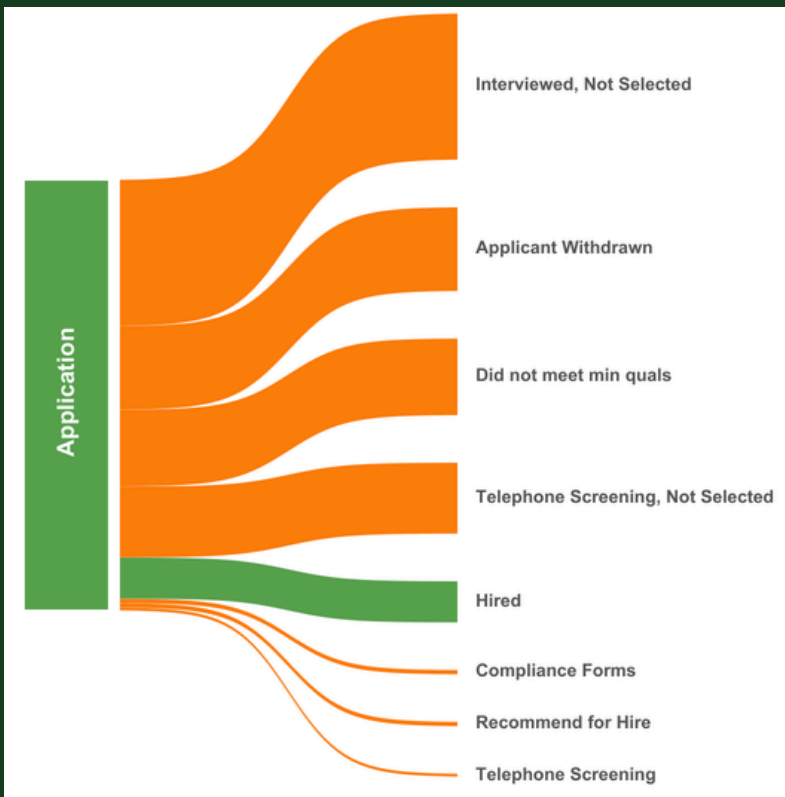 Application
Interviewed, Not Selected
Applicant Withdrawn
Did not meet min quals
Telephone Screening, Not Selected
Hired
Compliance Forms
Recommend for Hire
Telephone Screening